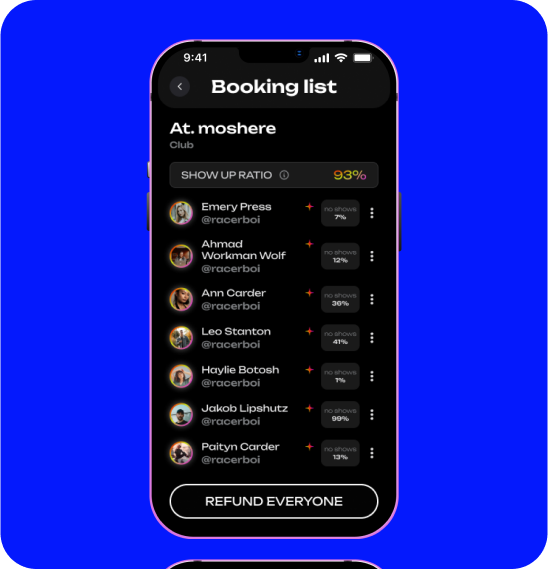 9:41
Booking list
At. moshere
Club
SHOW UP RATIO
93%
Emery Press
@racerboi
no shows
7%
Ahmad
Workman Wolf
@racerboi
no shows
12%
Ann Carder
@racerboi
no shows
36%
Leo Stanton
@racerboi
no shows
41%
Haylie Botosh
@racerboi
no shows
1%
Jakob Lipshutz
@racerboi
no shows
99%
Paityn Carder
@racerboi
no shows
13%
REFUND EVERYONE